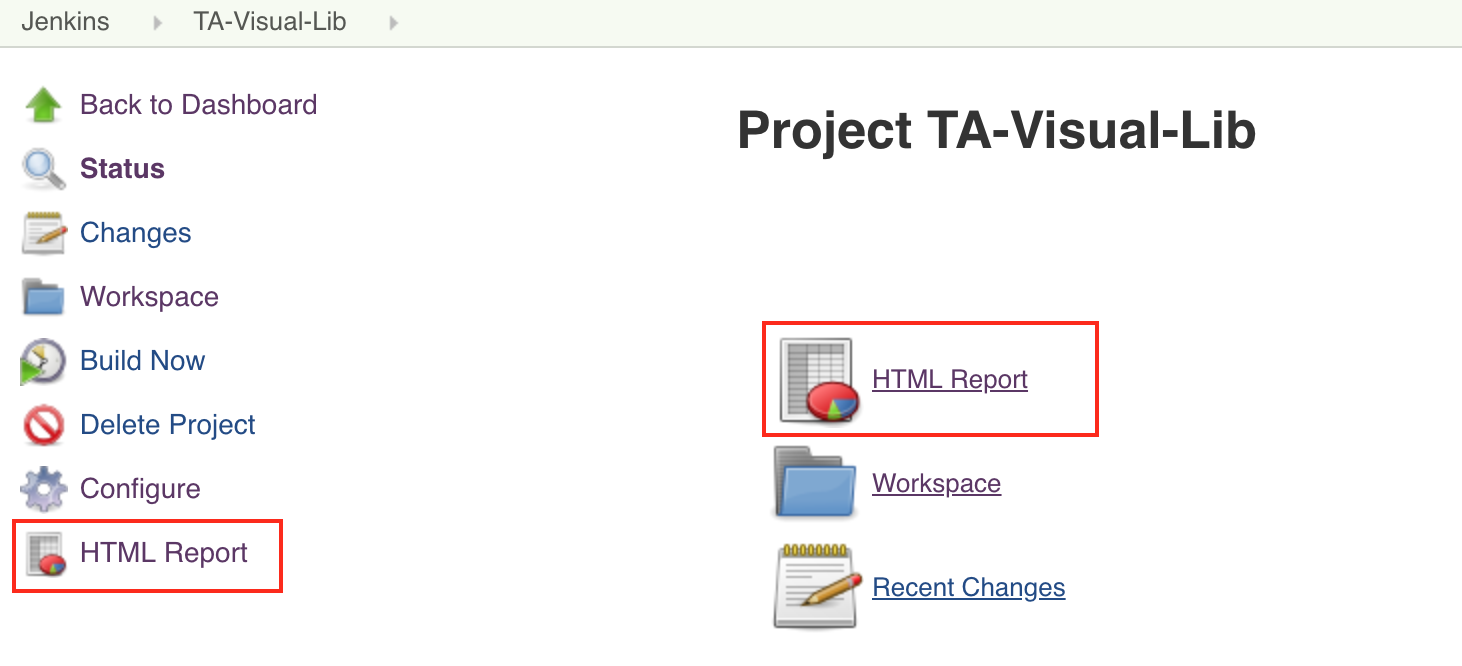 Jenkins TA-Visual-Lib
Back to Dashboard
Status
Changes
Workspace
Build Now
Delete Project
Configure
HTML Report
Project TA-Visual-Lib
HTML Report
Workspace
Recent Changes